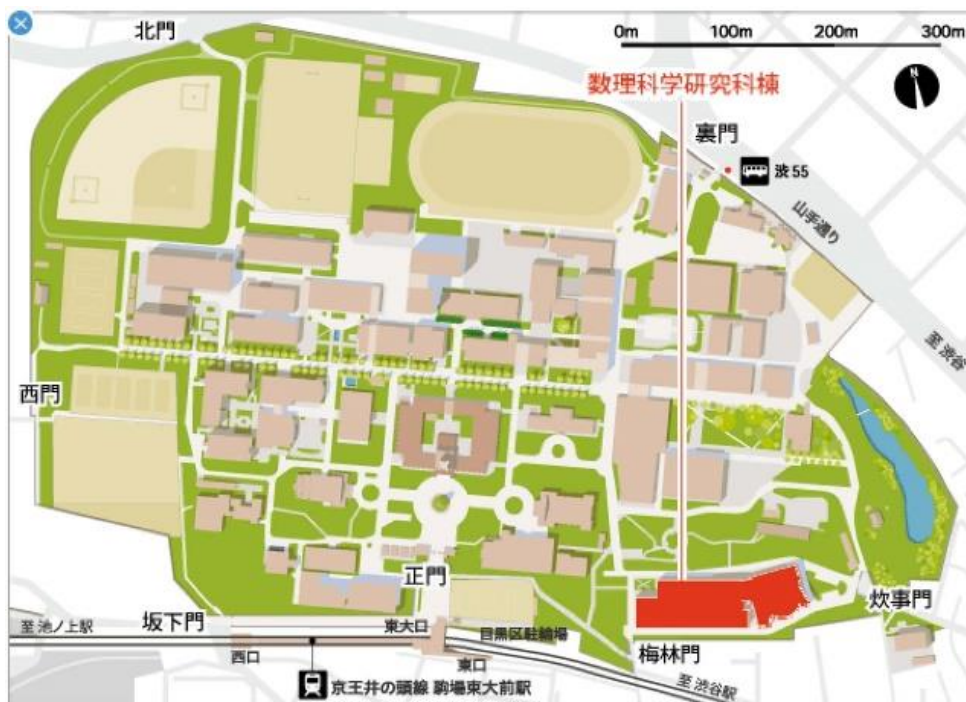 北門
0m 100m 200m 300m
N
数理科学研究科棟
裏門
渋55
山手通り
至 渋谷
西門
正門
炊事門
坂下門
至 池ノ上駅
東大口
目黒区駐輪場
西口
東口
梅林門
至 渋谷駅
京王井の頭線 駒場東大前駅